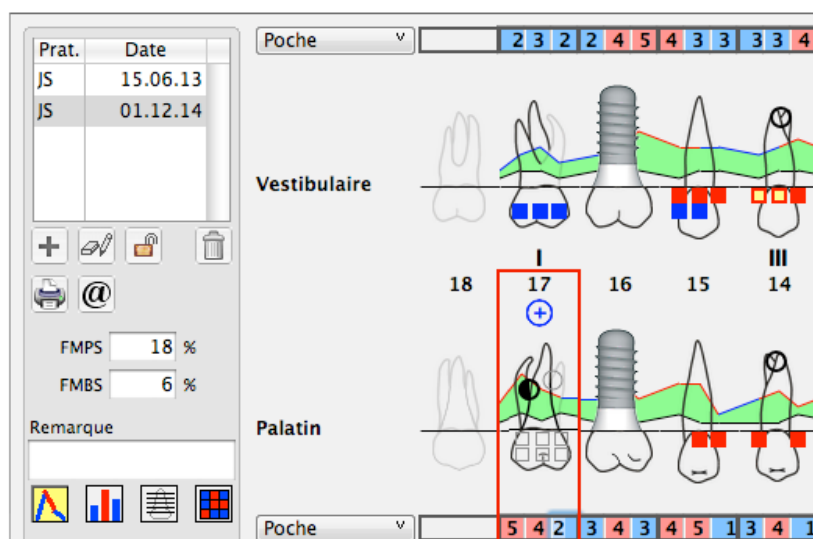 Prat. Date
JS 15.06.13
JS 01.12.14
@
FMPS 18 %
FMBS 6 %
Remarque
Poche 2 3 2 2 4 5 4 3 3 3 3 4
Vestibulaire
I III
18 17 16 15 14
Palatin
Poche 5 4 2 3 4 3 4 5 1 3 4 1